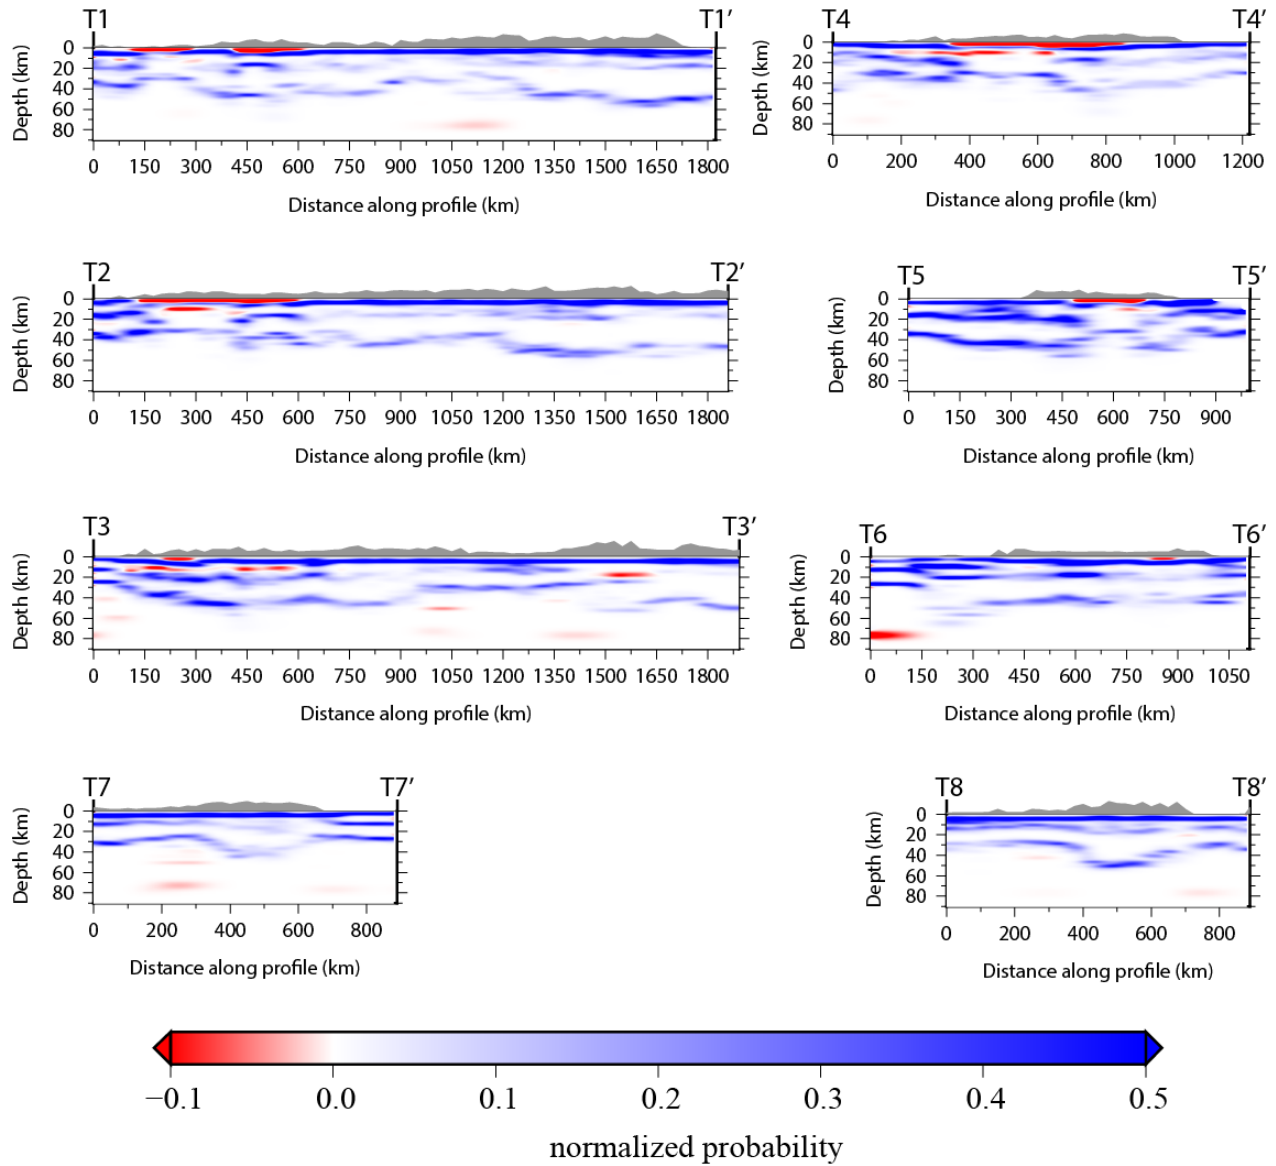 T1 T1′
Depth (km)
0
20
40
60
80
0 150 300 450 600 750 900 1050 1200 1350 1500 1650 1800
Distance along profile (km)
T4 T4′
Depth (km)
0
20
40
60
80
0 200 400 600 800 1000 1200
Distance along profile (km)
T2 T2′
Depth (km)
0
20
40
60
80
0 150 300 450 600 750 900 1050 1200 1350 1500 1650 1800
Distance along profile (km)
T5 T5′
Depth (km)
0
20
40
60
80
0 150 300 450 600 750 900
Distance along profile (km)
T3 T3′
Depth (km)
0
20
40
60
80
0 150 300 450 600 750 900 1050 1200 1350 1500 1650 1800
Distance along profile (km)
T6 T6′
Depth (km)
0
20
40
60
80
0 150 300 450 600 750 900 1050
Distance along profile (km)
T7 T7′
Depth (km)
0
20
40
60
80
0 200 400 600 800
Distance along profile (km)
T8 T8′
Depth (km)
0
20
40
60
80
0 200 400 600 800
Distance along profile (km)
−0.1 0.0 0.1 0.2 0.3 0.4 0.5
normalized probability